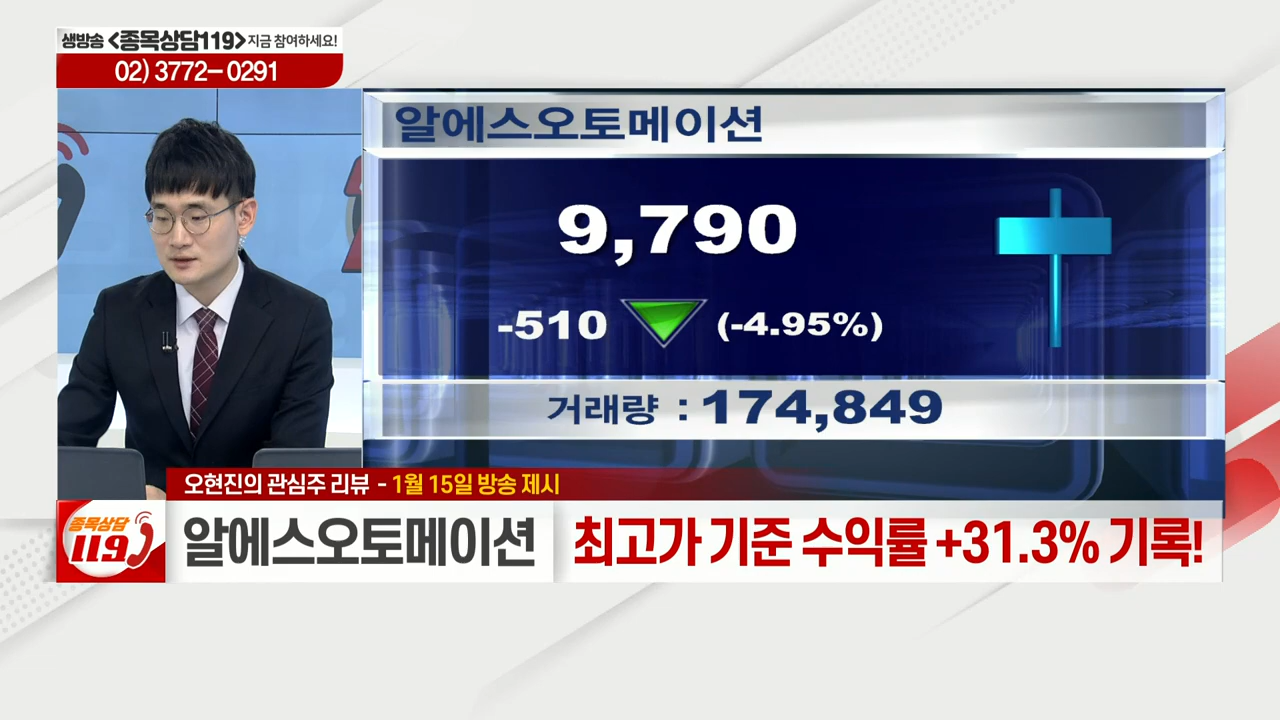 생방송 <종목상담119> 지금 참여하세요!
02) 3772-0291
알에스오토메이션
9,790
-510 (-4.95%)
거래량 : 174,849
오현진의 관심주 리뷰 - 1월 15일 방송 제시
종목상담
119
알에스오토메이션 최고가 기준 수익률 +31.3% 기록!